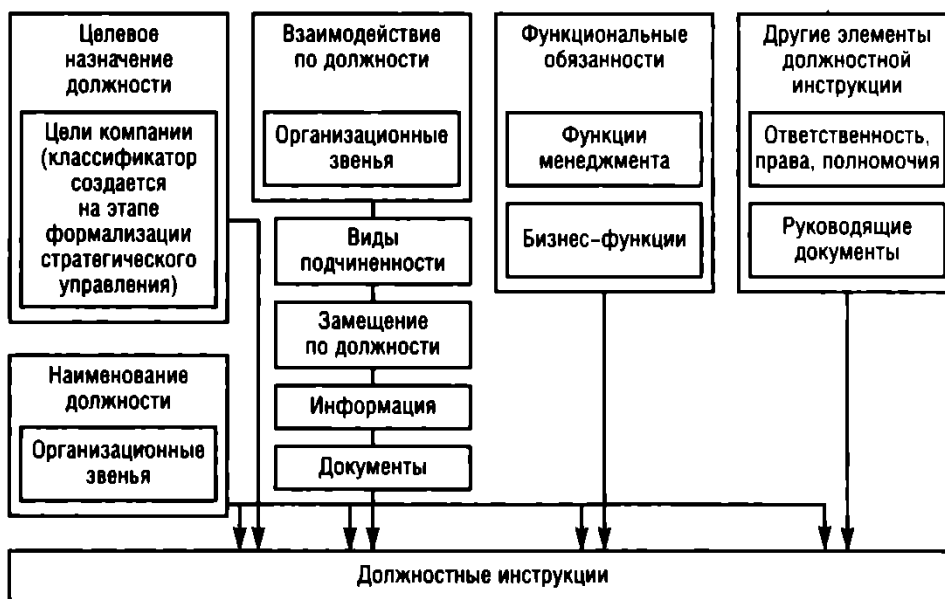 Целевое
назначение
должности
Цели компании
(классификатор
создается
на этапе
формализации
стратегического
управления)
Наименование
должности
Организационные
звенья
Взаимодействие
по должности
Организационные
звенья
Виды
подчиненности
Замещение
по должности
Информация
Документы
Функциональные
обязанности
Функции
менеджмента
Бизнес-функции
Другие элементы
должностной
инструкции
Ответственность,
права, полномочия
Руководящие
документы
Должностные инструкции